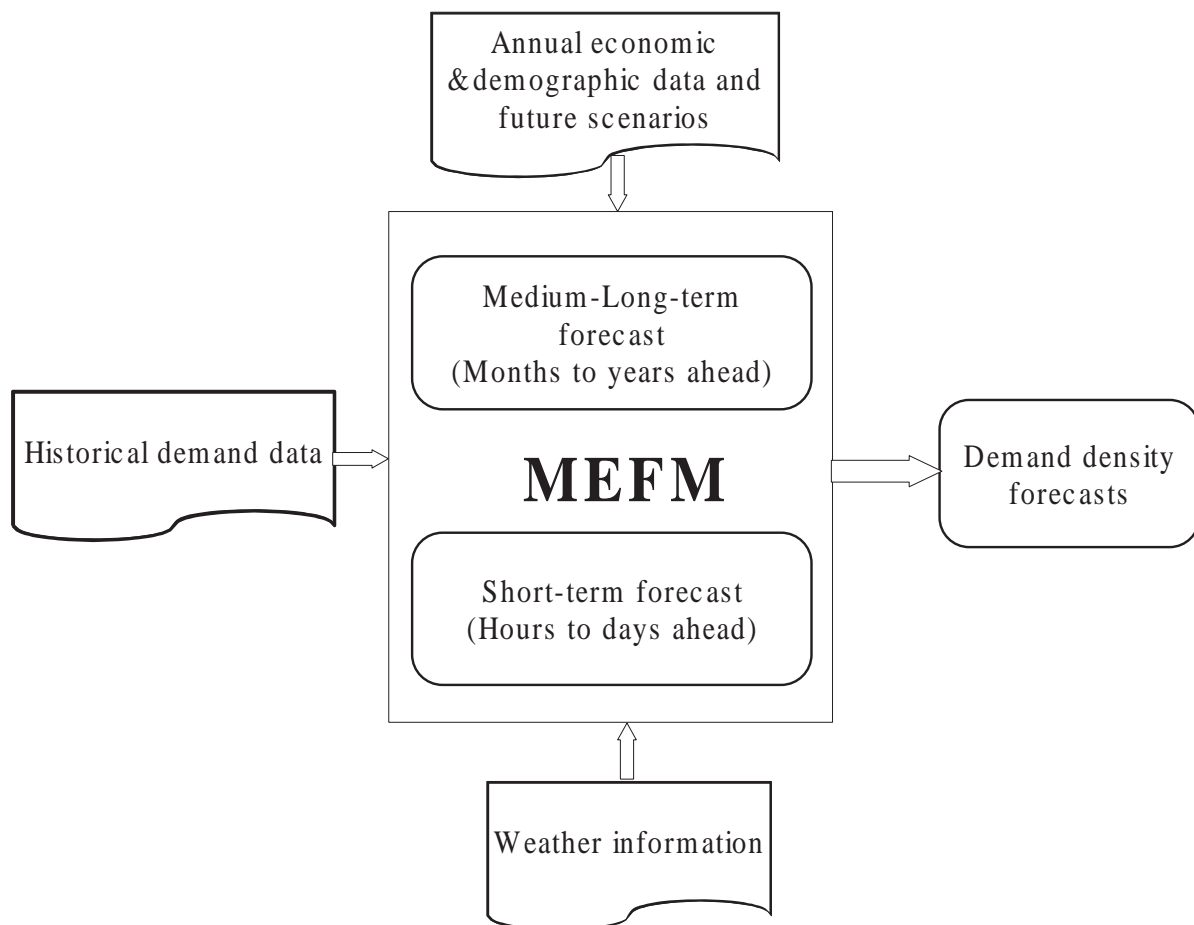 Annual economic
&demographic data and
future scenarios
Medium-Long-term
forecast
(Months to years ahead)
Historical demand data
MEFM
Demand density
forecasts
Short-term forecast
(Hours to days ahead)
Weather information